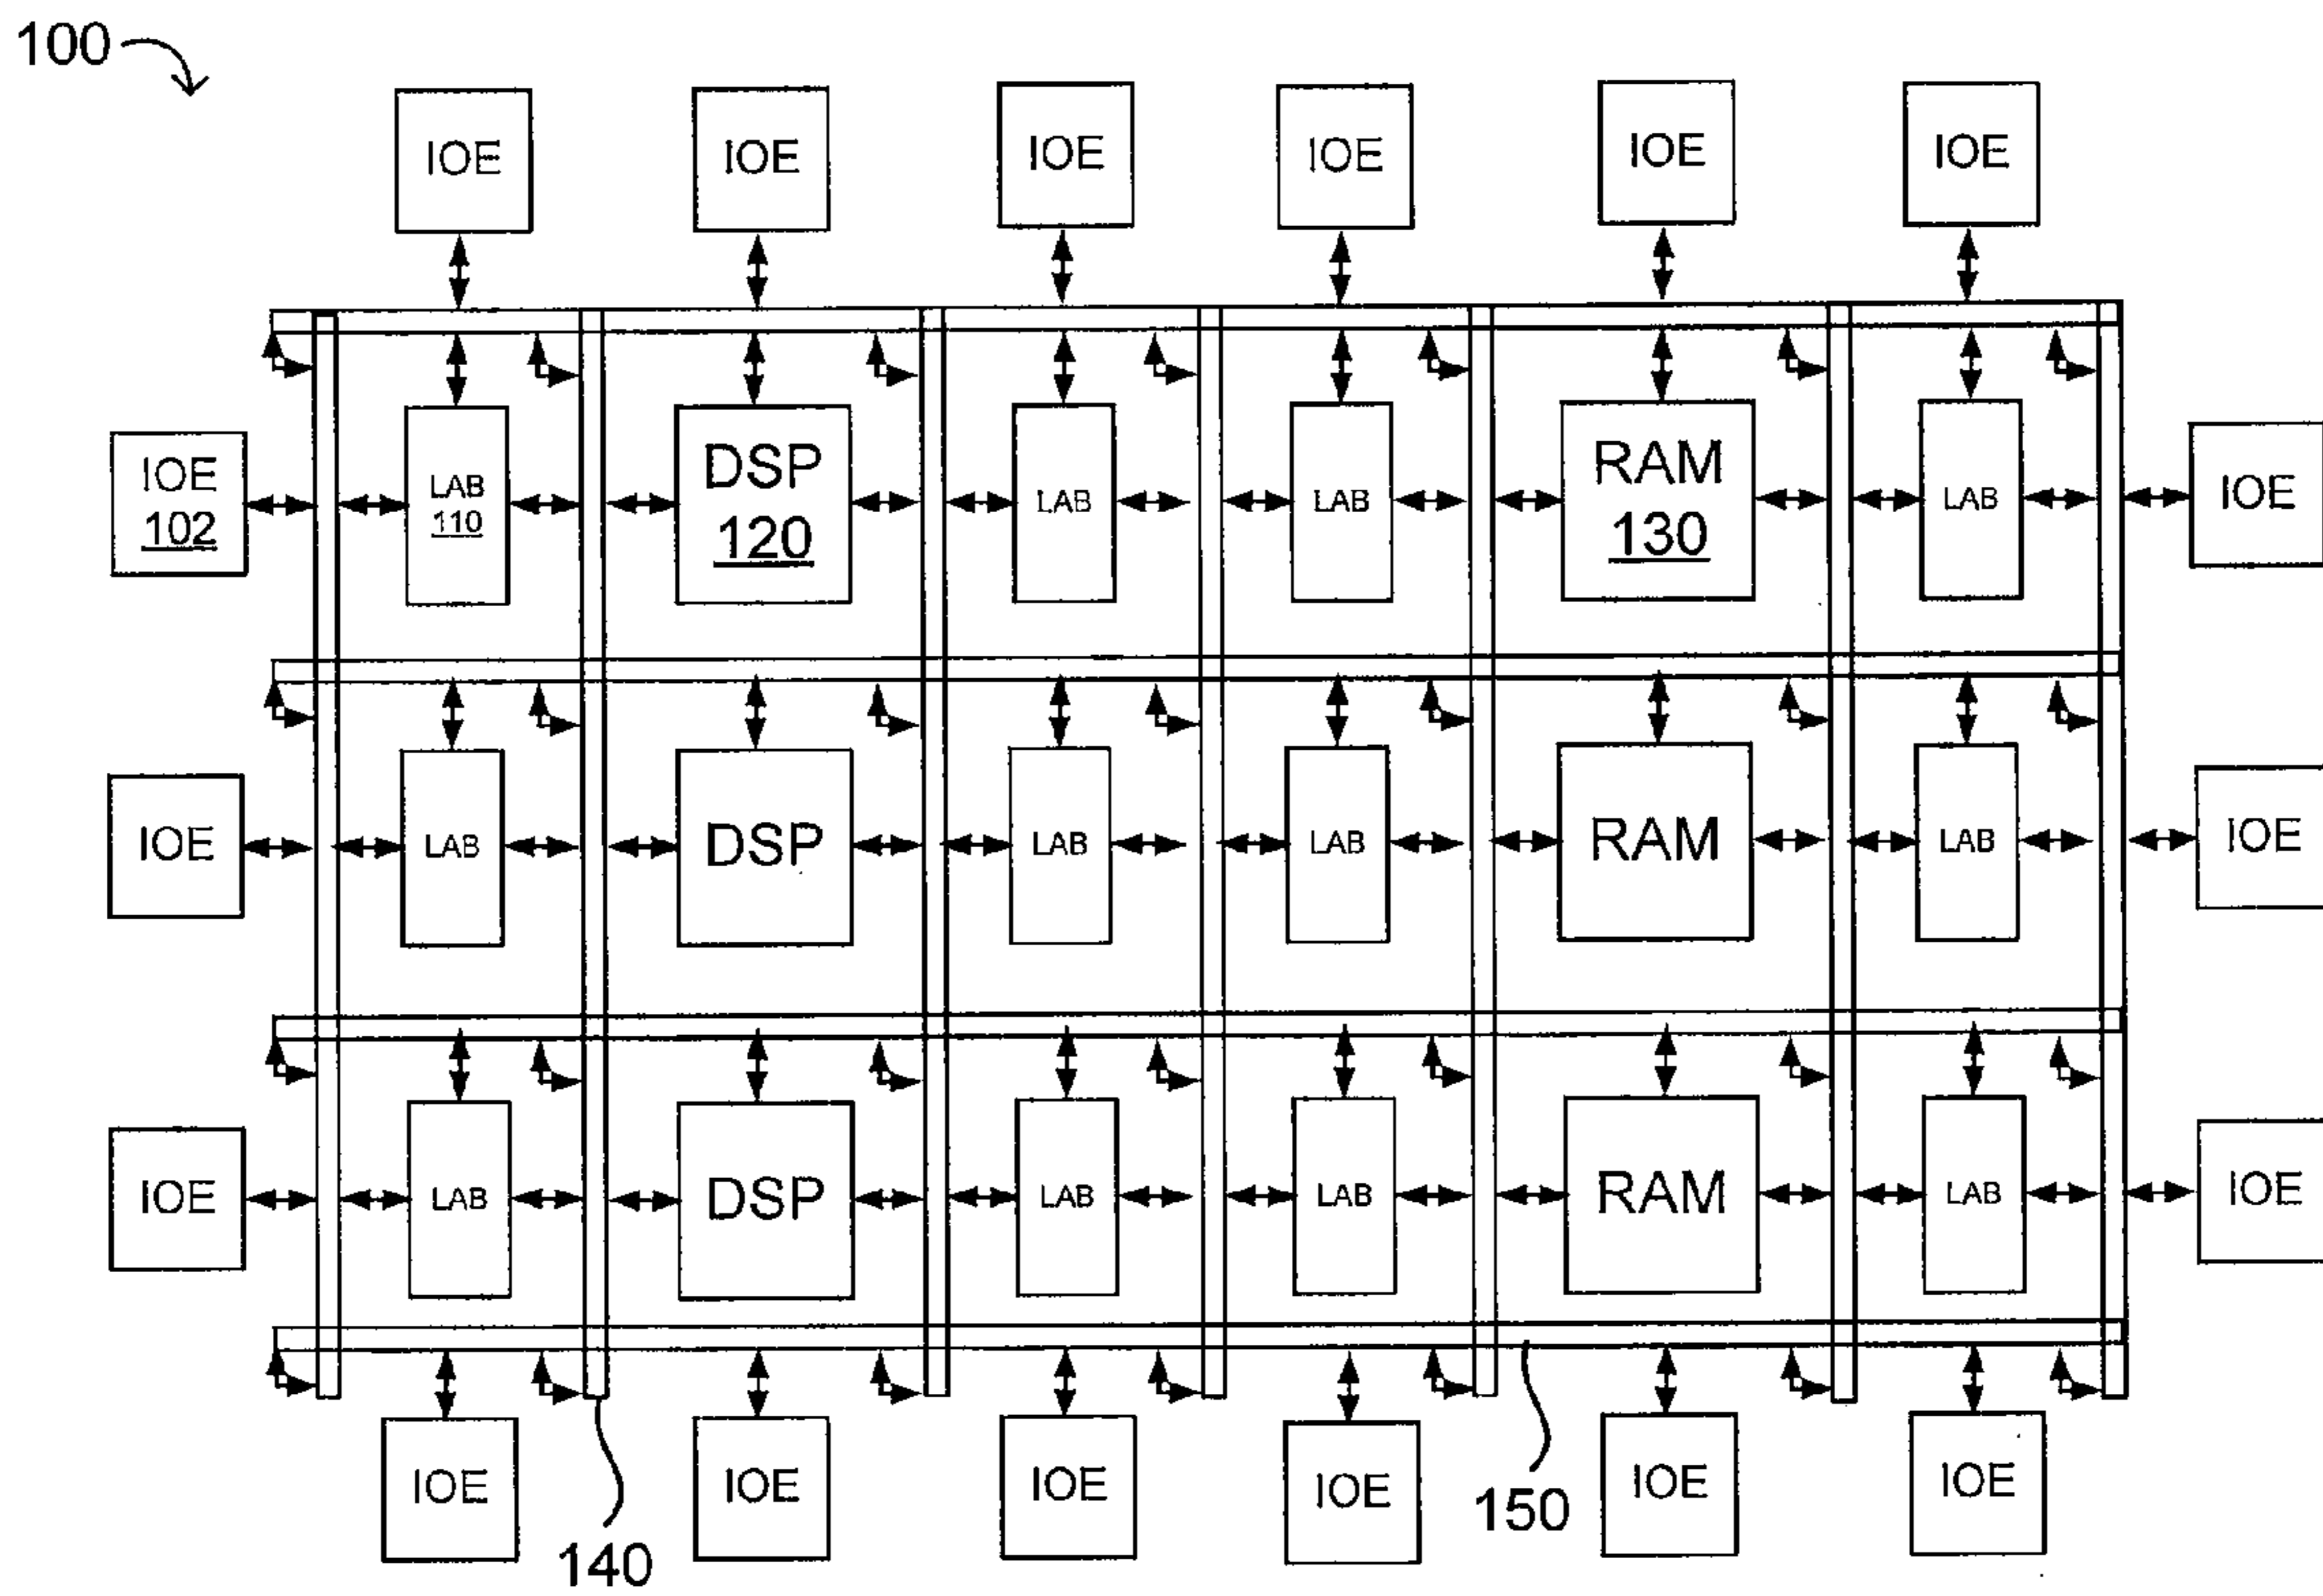 100
IOE IOE IOE IOE IOE IOE
IOE
102
LAB
110
DSP
120
LAB
LAB
RAM
130
LAB
IOE
IOE LAB DSP LAB LAB RAM LAB IOE
IOE LAB DSP LAB LAB RAM LAB IOE
IOE IOE IOE IOE IOE IOE
140
150